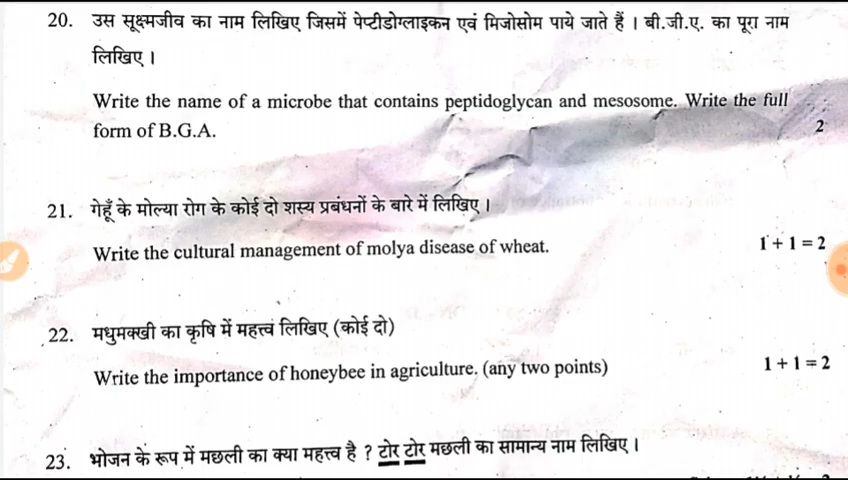 20. उस सूक्ष्मजीव का नाम लिखिए जिसमें पेप्टीडोग्लाइकन एवं मिजोसोम पाये जाते हैं । बी.जी.ए. का पूरा नाम
लिखिए ।
Write the name of a microbe that contains peptidoglycan and mesosome. Write the full
form of B.G.A. 2
21. गेहूँ के मोल्या रोग के कोई दो शस्य प्रबंधनों के बारे में लिखिए ।
Write the cultural management of molya disease of wheat. 1 + 1 = 2
22. मधुमक्खी का कृषि में महत्त्व लिखिए (कोई दो)
Write the importance of honeybee in agriculture. (any two points) 1 + 1 = 2
23. भोजन के रूप में मछली का क्या महत्त्व है ? टोर टोर मछली का सामान्य नाम लिखिए ।